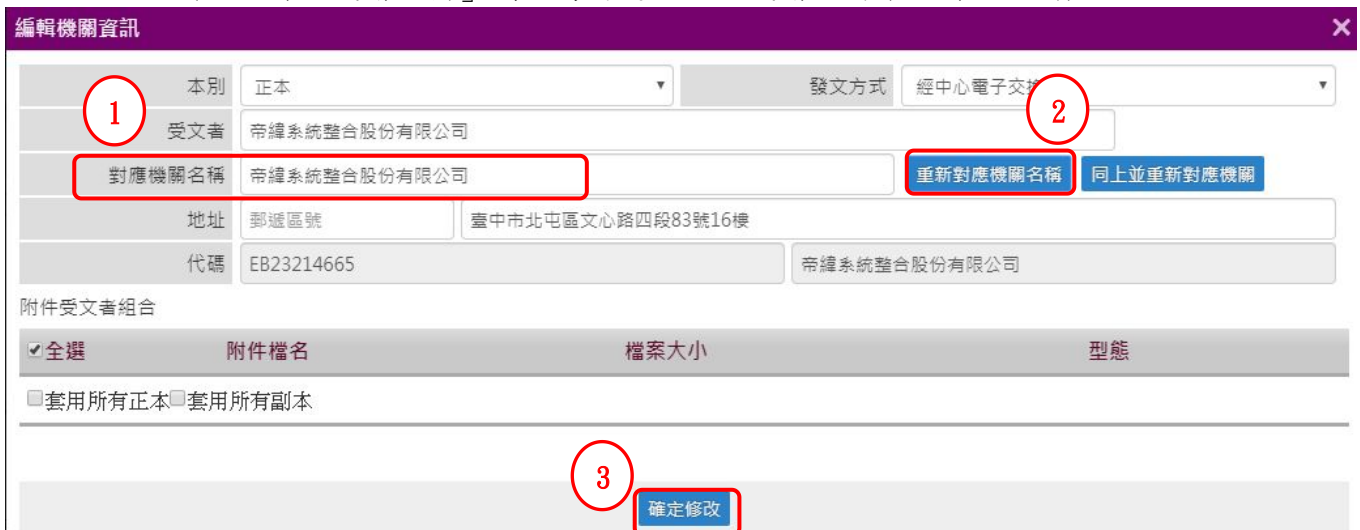 編輯機關資訊
本別 正本 發文方式 經中心電子交換
1 2
受文者 帝緯系統整合股份有限公司
對應機關名稱 帝緯系統整合股份有限公司 重新對應機關名稱 同上並重新對應機關
地址 郵遞區號 臺中市北屯區文心路四段83號16樓
代碼 EB23214665 帝緯系統整合股份有限公司
附件受文者組合
全選 附件檔名 檔案大小 型態
套用所有正本 套用所有副本
3
確定修改